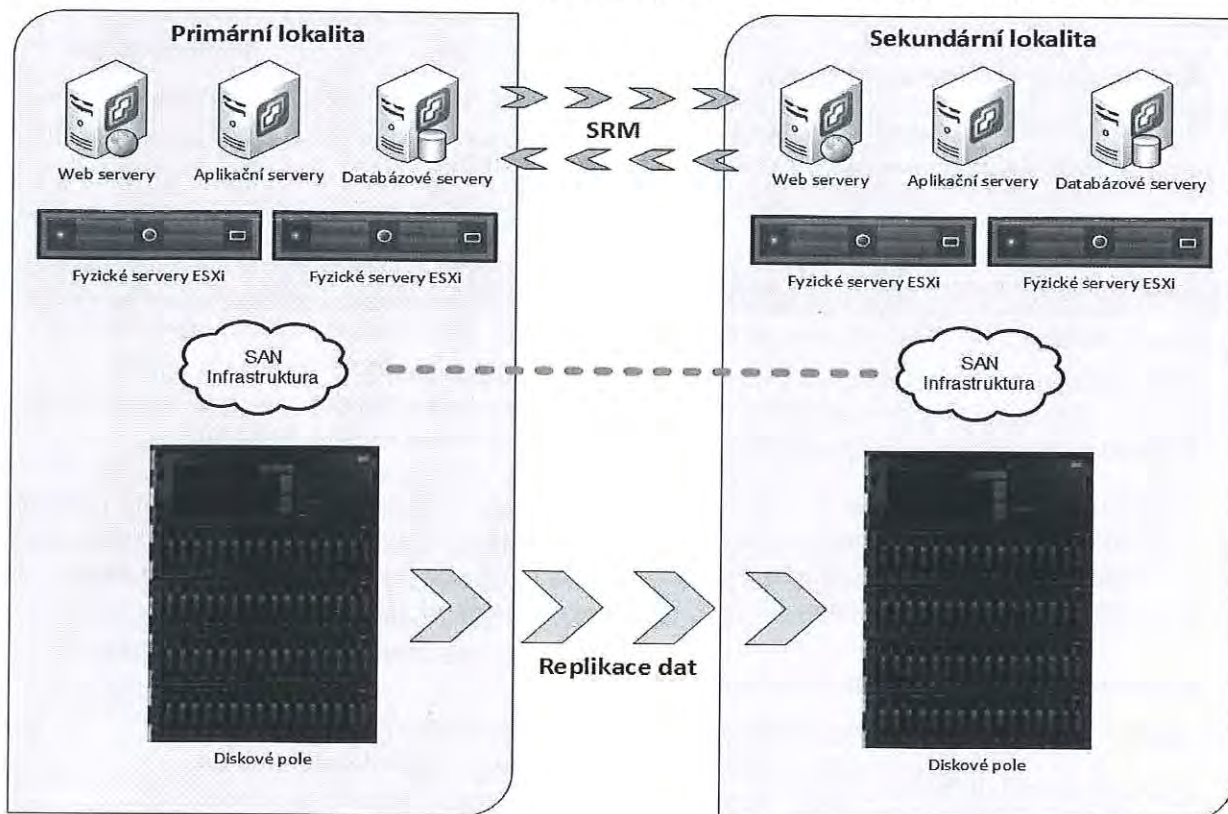 Primární lokalita
Web servery
Aplikační servery
Databázové servery
Fyzické servery ESXi
Fyzické servery ESXi
SAN
Infrastruktura
Diskové pole
SRM
Replikace dat
Sekundární lokalita
Web servery
Aplikační servery
Databázové servery
Fyzické servery ESXi
Fyzické servery ESXi
SAN
Infrastruktura
Diskové pole